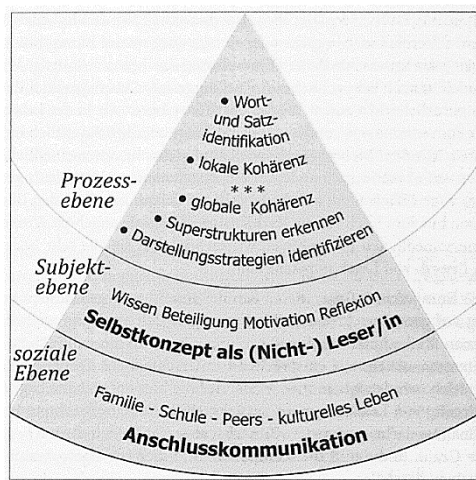 • Wort-
und Satz-
identifikation
• lokale Kohärenz
* * *
• globale Kohärenz
• Superstrukturen erkennen
• Darstellungsstrategien identifizieren
Prozess-
ebene
Wissen Beteiligung Motivation Reflexion
Selbstkonzept als (Nicht-) Leser/in
Subjekt-
ebene
Familie - Schule - Peers - kulturelles Leben
Anschlusskommunikation
soziale
Ebene